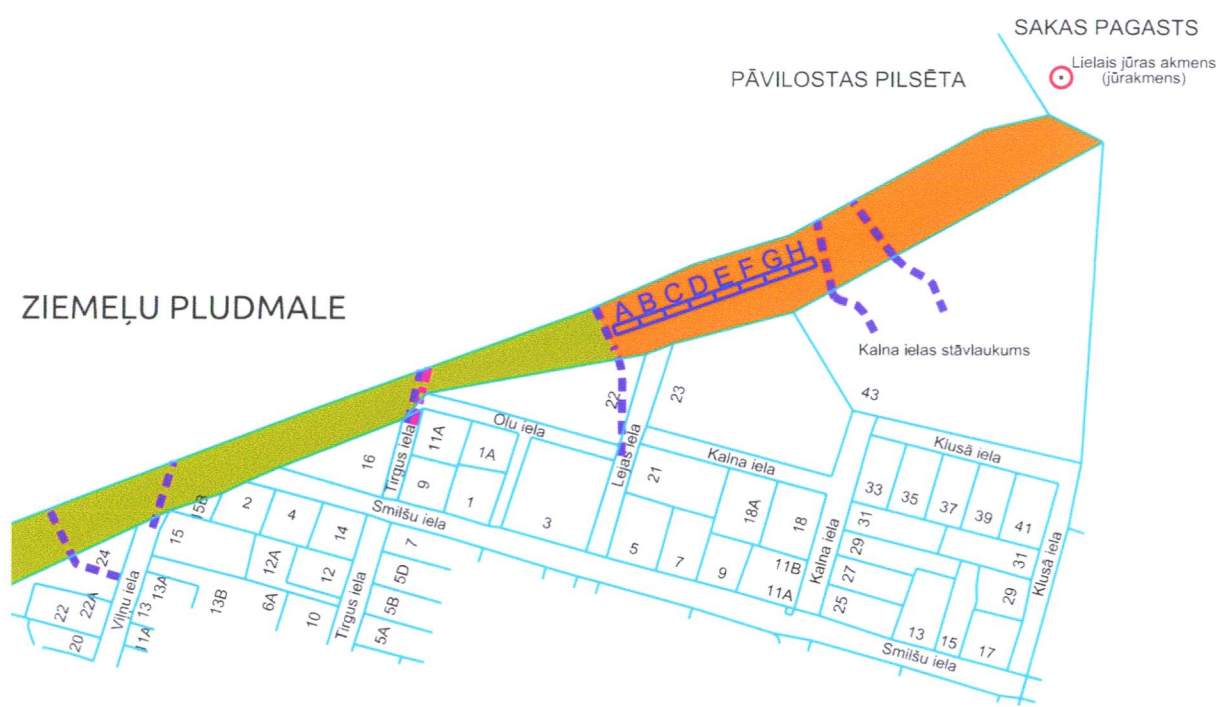 SAKAS PAGASTS
Lielais jūras akmens
(jūrakmens)
PĀVILOSTAS PILSĒTA
ZIEMEĻU PLUDMALE
A B C D E F G H
Kalna ielas stāvlaukums
22
23
43
Olu iela
Tirgus iela
11A
1A
16
9
1
Lejas iela
21
Kalna iela
Klusā iela
33
35
37
39
41
18A
18
Kalna iela
31
31
Klusā iela
15B
2
4
14
Smilšu iela
3
5
7
9
11B
11A
29
27
25
29
13
15
17
Smilšu iela
24
15
12A
12
7
5D
5B
5A
Tirgus iela
22
22A
20
Viļņu iela
13
13A
11A
13B
6A
10